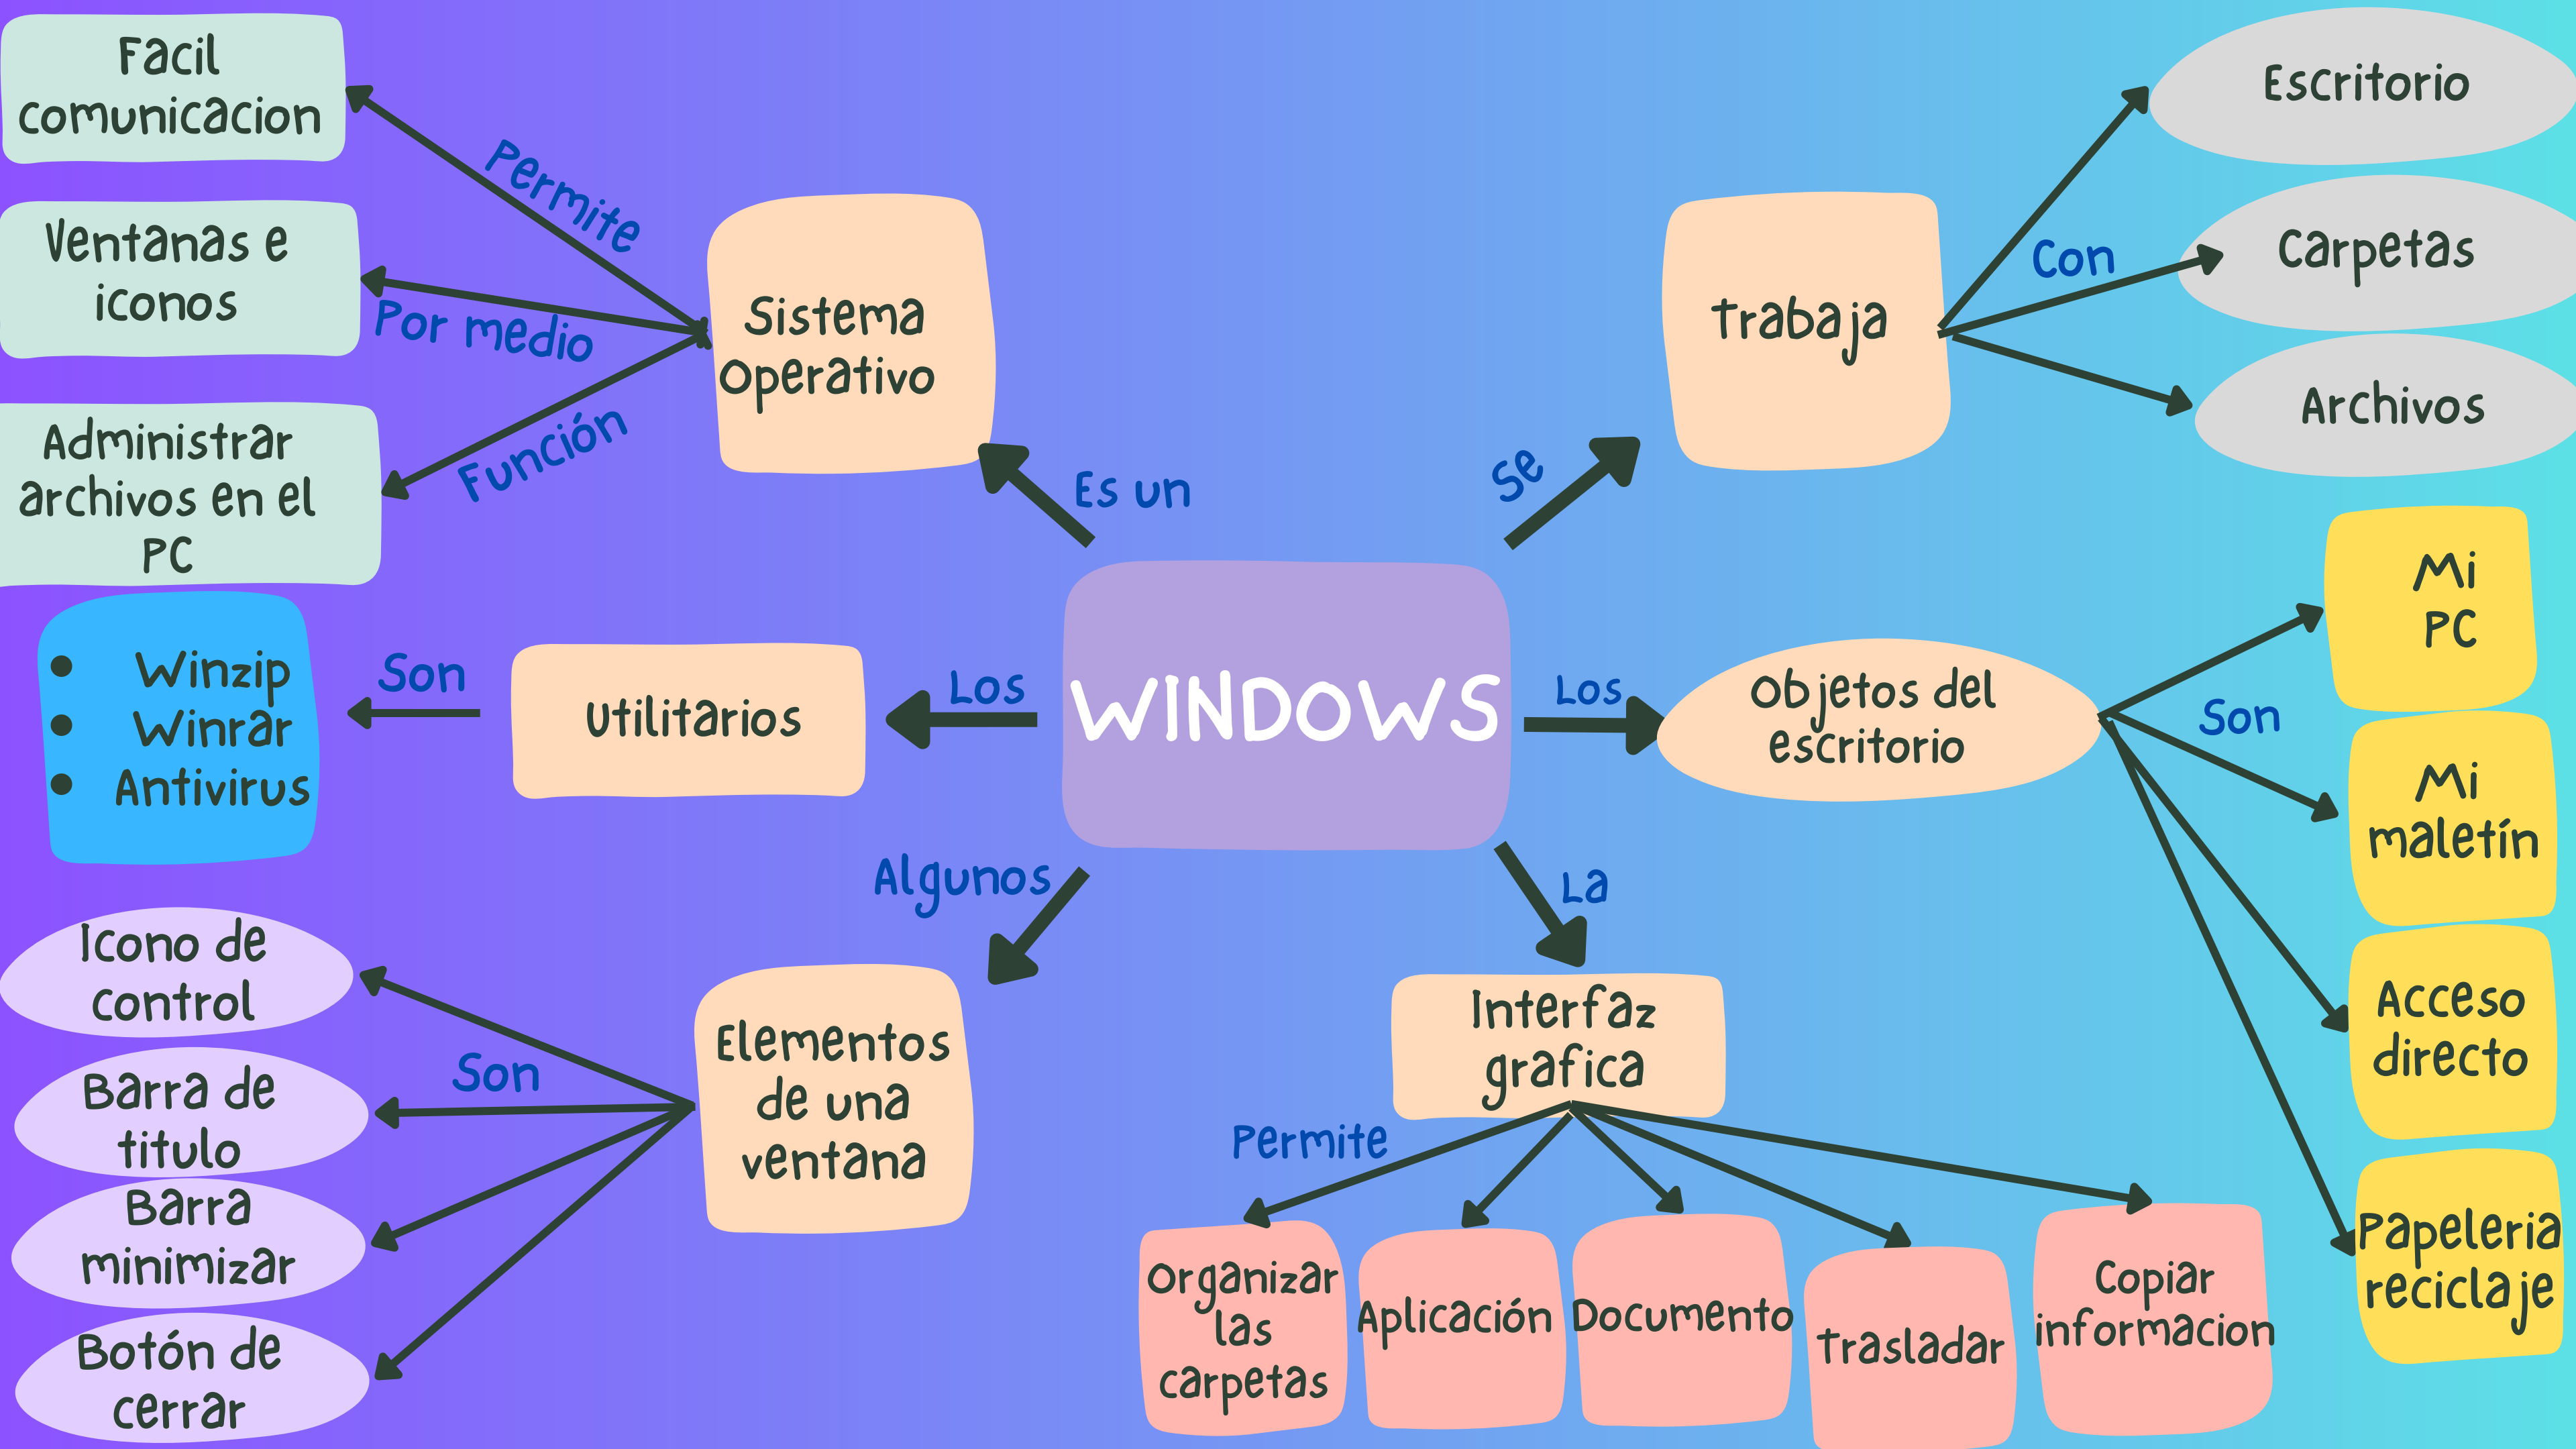 Facil
comunicacion
Permite
Ventanas e
iconos
Por medio
Administrar
archivos en el
PC
Función
Sistema
Operativo
Es un
Se
Trabaja
Con
Escritorio
Carpetas
Archivos
WINDOWS
Los
Utilitarios
Son
• Winzip
• Winrar
• Antivirus
Los
Objetos del
escritorio
Son
Mi
PC
Mi
maletín
Acceso
directo
Papeleria
reciclaje
Algunos
Elementos
de una
ventana
Son
Icono de
control
Barra de
titulo
Barra
minimizar
Botón de
cerrar
La
Interfaz
grafica
Permite
Organizar
las
carpetas
Aplicación
Documento
Trasladar
Copiar
informacion